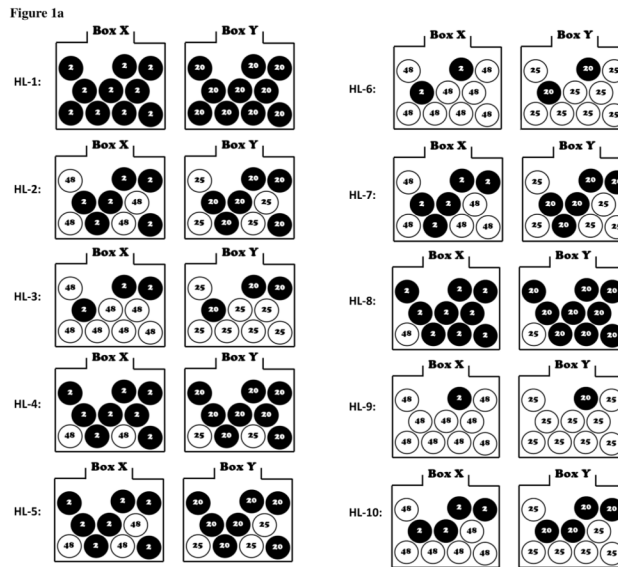 Figure 1a
Box X Box Y
2 2 2 20 20 20
HL-1: 2 2 2 20 20 20
2 2 2 2 20 20 20 20
Box X Box Y
48 2 2 25 20 20
HL-2: 2 2 48 20 20 25
48 2 48 2 25 20 25 20
Box X Box Y
48 2 2 25 20 20
HL-3: 2 48 48 20 25 25
48 48 48 48 25 25 25 25
Box X Box Y
2 2 2 20 20 20
HL-4: 2 2 2 20 20 20
48 2 48 2 25 20 25 20
Box X Box Y
2 2 2 20 20 20
HL-5: 2 2 48 20 20 25
48 2 48 2 25 20 25 20
Box X Box Y
48 2 48 25 20 25
HL-6: 2 48 48 20 25 25
48 48 48 48 25 25 25 25
Box X Box Y
48 2 2 25 20 20
HL-7: 2 2 48 20 20 25
48 2 48 48 25 20 25 25
Box X Box Y
2 2 2 20 20 20
HL-8: 2 2 2 20 20 20
48 2 2 2 25 20 20 20
Box X Box Y
48 2 48 25 20 25
HL-9: 48 48 48 25 25 25
48 48 48 48 25 25 25 25
Box X Box Y
48 2 2 25 20 20
HL-10: 2 2 48 20 20 25
48 48 48 48 25 25 25 25